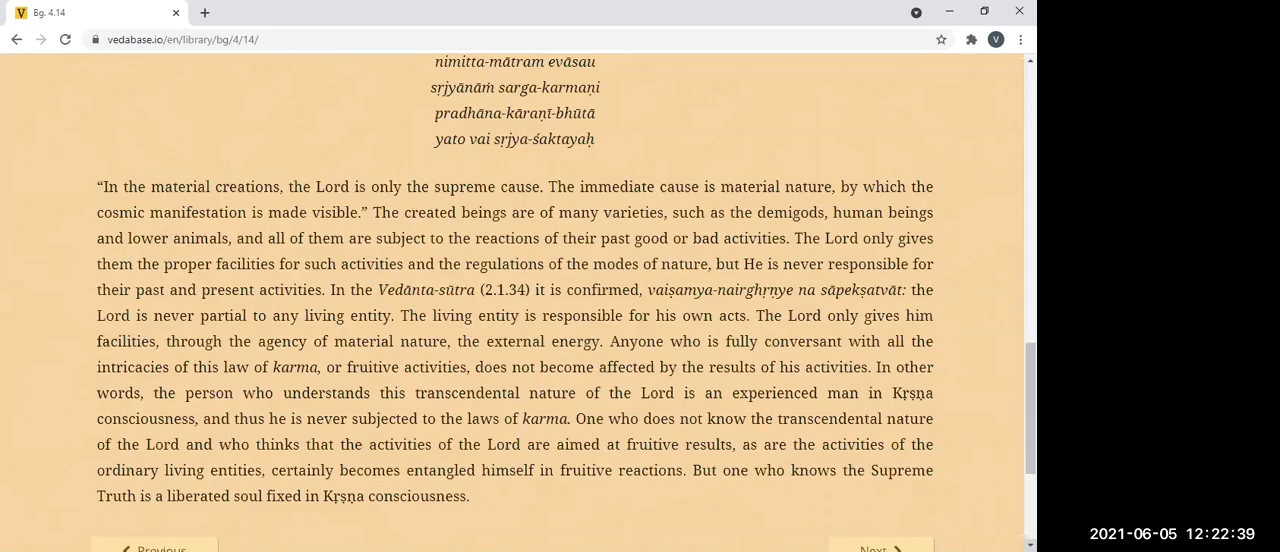 Bg. 4.14
vedabase.io/en/library/bg/4/14/
V
nimitta-mātram evāsau
sṛjyānāṁ sarga-karmaṇi
pradhāna-kāraṇī-bhūtā
yato vai sṛjya-śaktayaḥ
“In the material creations, the Lord is only the supreme cause. The immediate cause is material nature, by which the
cosmic manifestation is made visible.” The created beings are of many varieties, such as the demigods, human beings
and lower animals, and all of them are subject to the reactions of their past good or bad activities. The Lord only gives
them the proper facilities for such activities and the regulations of the modes of nature, but He is never responsible for
their past and present activities. In the Vedānta-sūtra (2.1.34) it is confirmed, vaiṣamya-nairghṛṇye na sāpekṣatvāt: the
Lord is never partial to any living entity. The living entity is responsible for his own acts. The Lord only gives him
facilities, through the agency of material nature, the external energy. Anyone who is fully conversant with all the
intricacies of this law of karma, or fruitive activities, does not become affected by the results of his activities. In other
words, the person who understands this transcendental nature of the Lord is an experienced man in Kṛṣṇa
consciousness, and thus he is never subjected to the laws of karma. One who does not know the transcendental nature
of the Lord and who thinks that the activities of the Lord are aimed at fruitive results, as are the activities of the
ordinary living entities, certainly becomes entangled himself in fruitive reactions. But one who knows the Supreme
Truth is a liberated soul fixed in Kṛṣṇa consciousness.
Previous
Next
2021-06-05 12:22:39